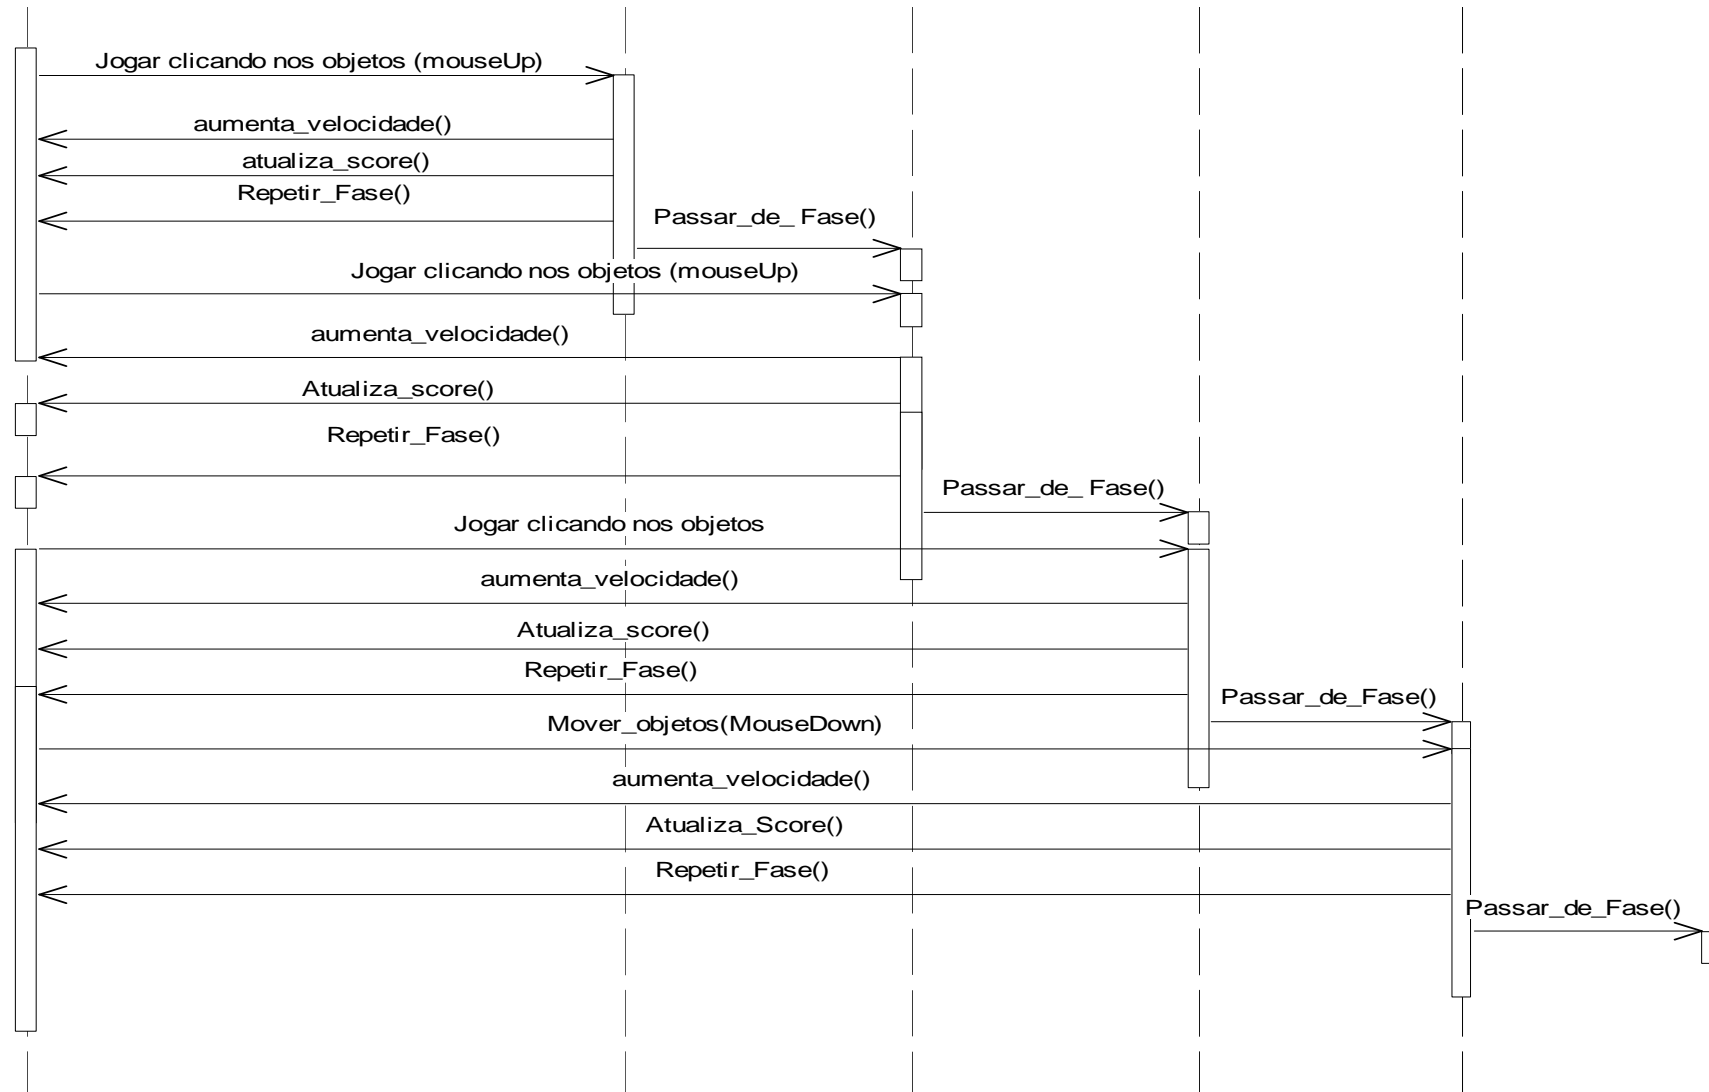 Jogar clicando nos objetos (mouseUp)
aumenta_velocidade()
atualiza_score()
Repetir_Fase()
Passar_de_ Fase()
Jogar clicando nos objetos (mouseUp)
aumenta_velocidade()
Atualiza_score()
Repetir_Fase()
Passar_de_ Fase()
Jogar clicando nos objetos
aumenta_velocidade()
Atualiza_score()
Repetir_Fase()
Passar_de_Fase()
Mover_objetos(MouseDown)
aumenta_velocidade()
Atualiza_Score()
Repetir_Fase()
Passar_de_Fase()